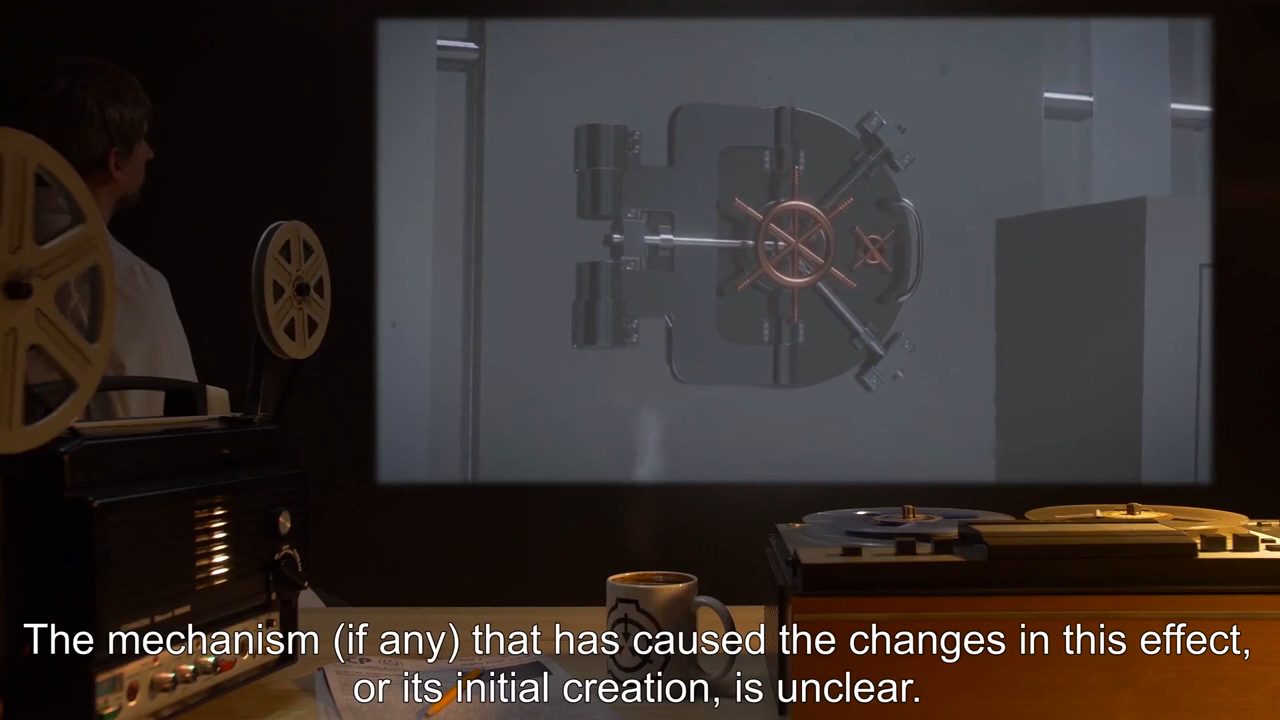 The mechanism (if any) that has caused the changes in this effect,
or its initial creation, is unclear.